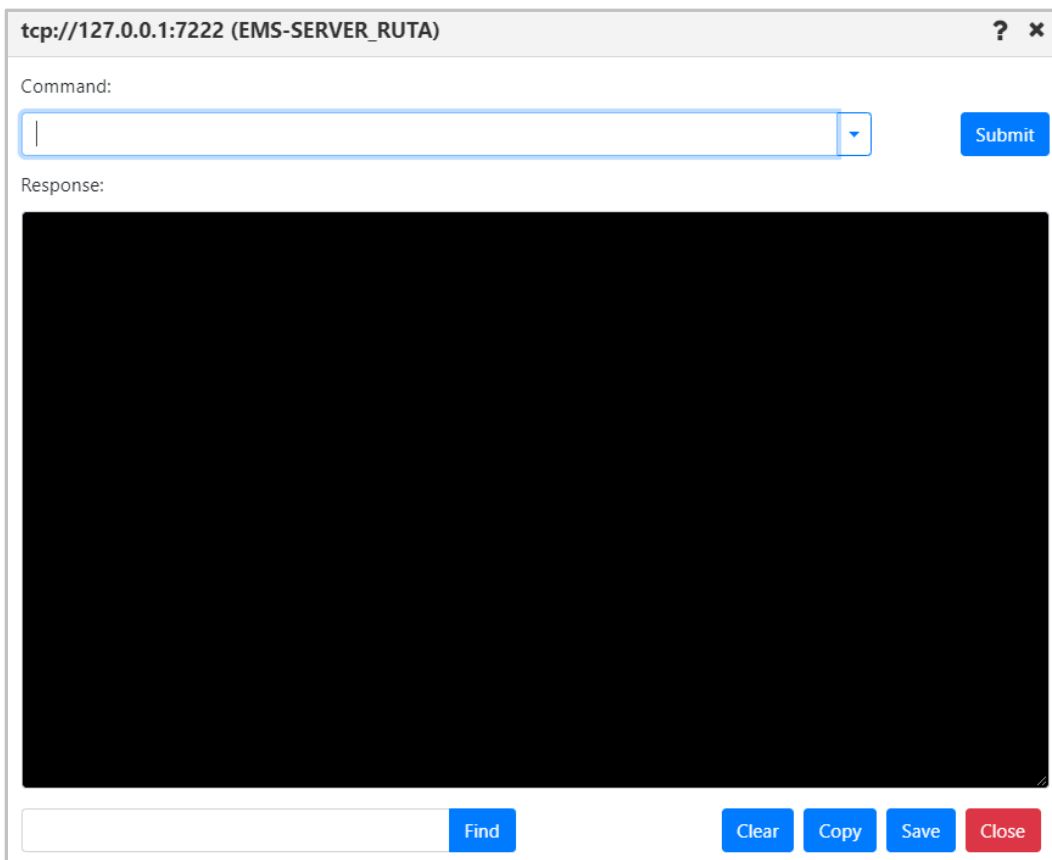 tcp://127.0.0.1:7222 (EMS-SERVER_RUTA) ? ×
Command:
Submit
Response:
Find Clear Copy Save Close